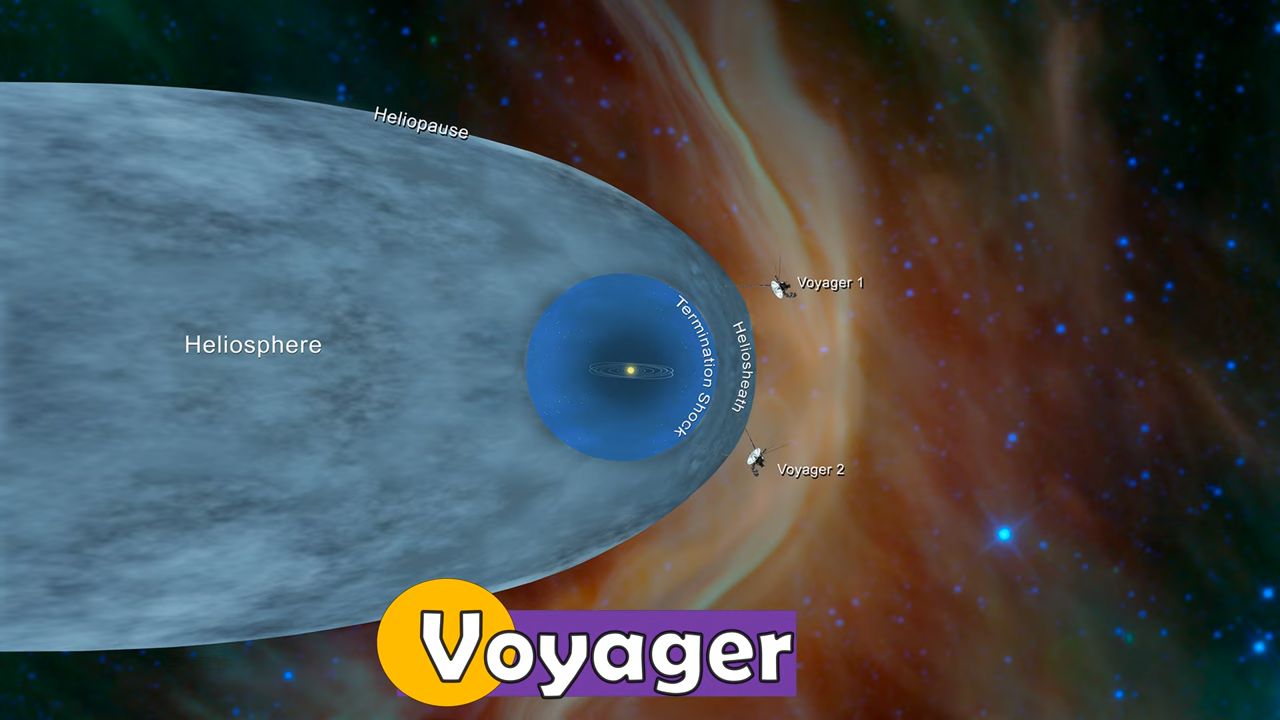 Heliopause
Voyager 1
Termination Shock
Heliosheath
Heliosphere
Voyager 2
Voyager